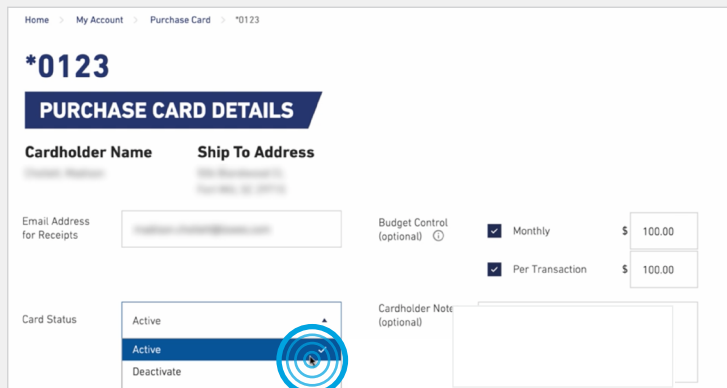 Home > My Account > Purchase Card > *0123
*0123
PURCHASE CARD DETAILS
Cardholder Name
Ship To Address
Email Address
for Receipts
Budget Control
(optional)
Monthly
$ 100.00
Per Transaction
$ 100.00
Card Status
Active
Cardholder Note
(optional)
Active
Deactivate